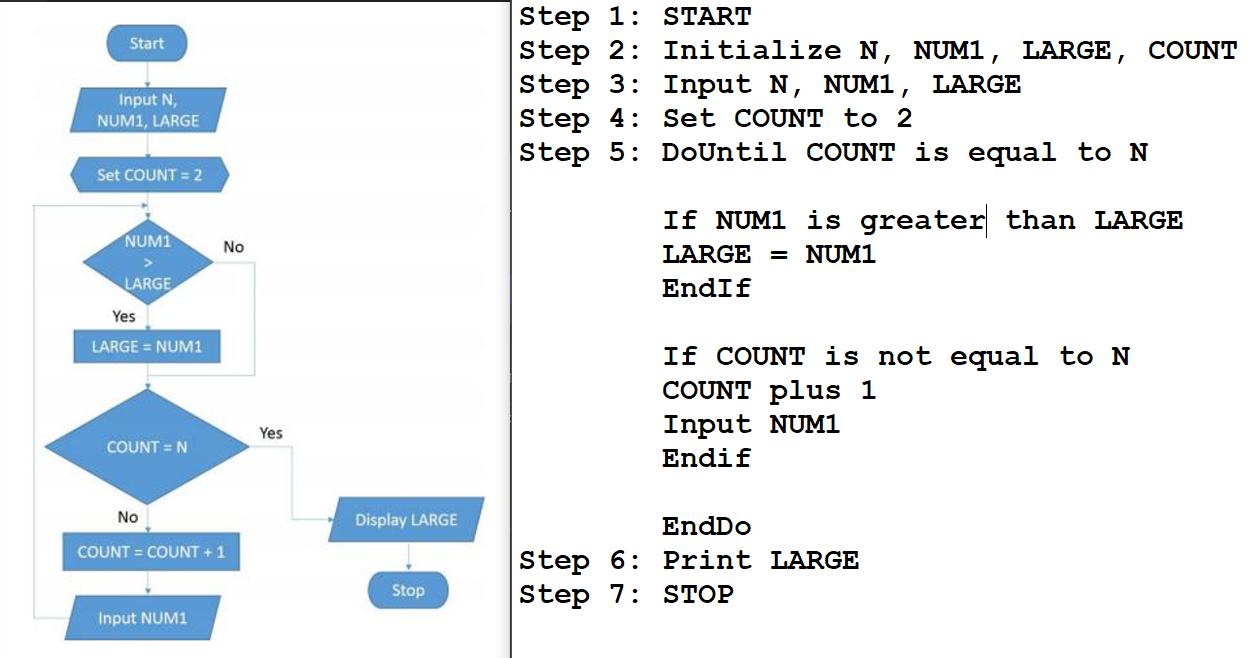 Start
Input N,
NUM1, LARGE
Set COUNT = 2
NUM1
>
LARGE
No
Yes
LARGE = NUM1
COUNT = N
Yes
No
Display LARGE
COUNT = COUNT + 1
Stop
Input NUM1
Step 1: START
Step 2: Initialize N, NUM1, LARGE, COUNT
Step 3: Input N, NUM1, LARGE
Step 4: Set COUNT to 2
Step 5: DoUntil COUNT is equal to N
If NUM1 is greater than LARGE
LARGE = NUM1
EndIf
If COUNT is not equal to N
COUNT plus 1
Input NUM1
Endif
EndDo
Step 6: Print LARGE
Step 7: STOP